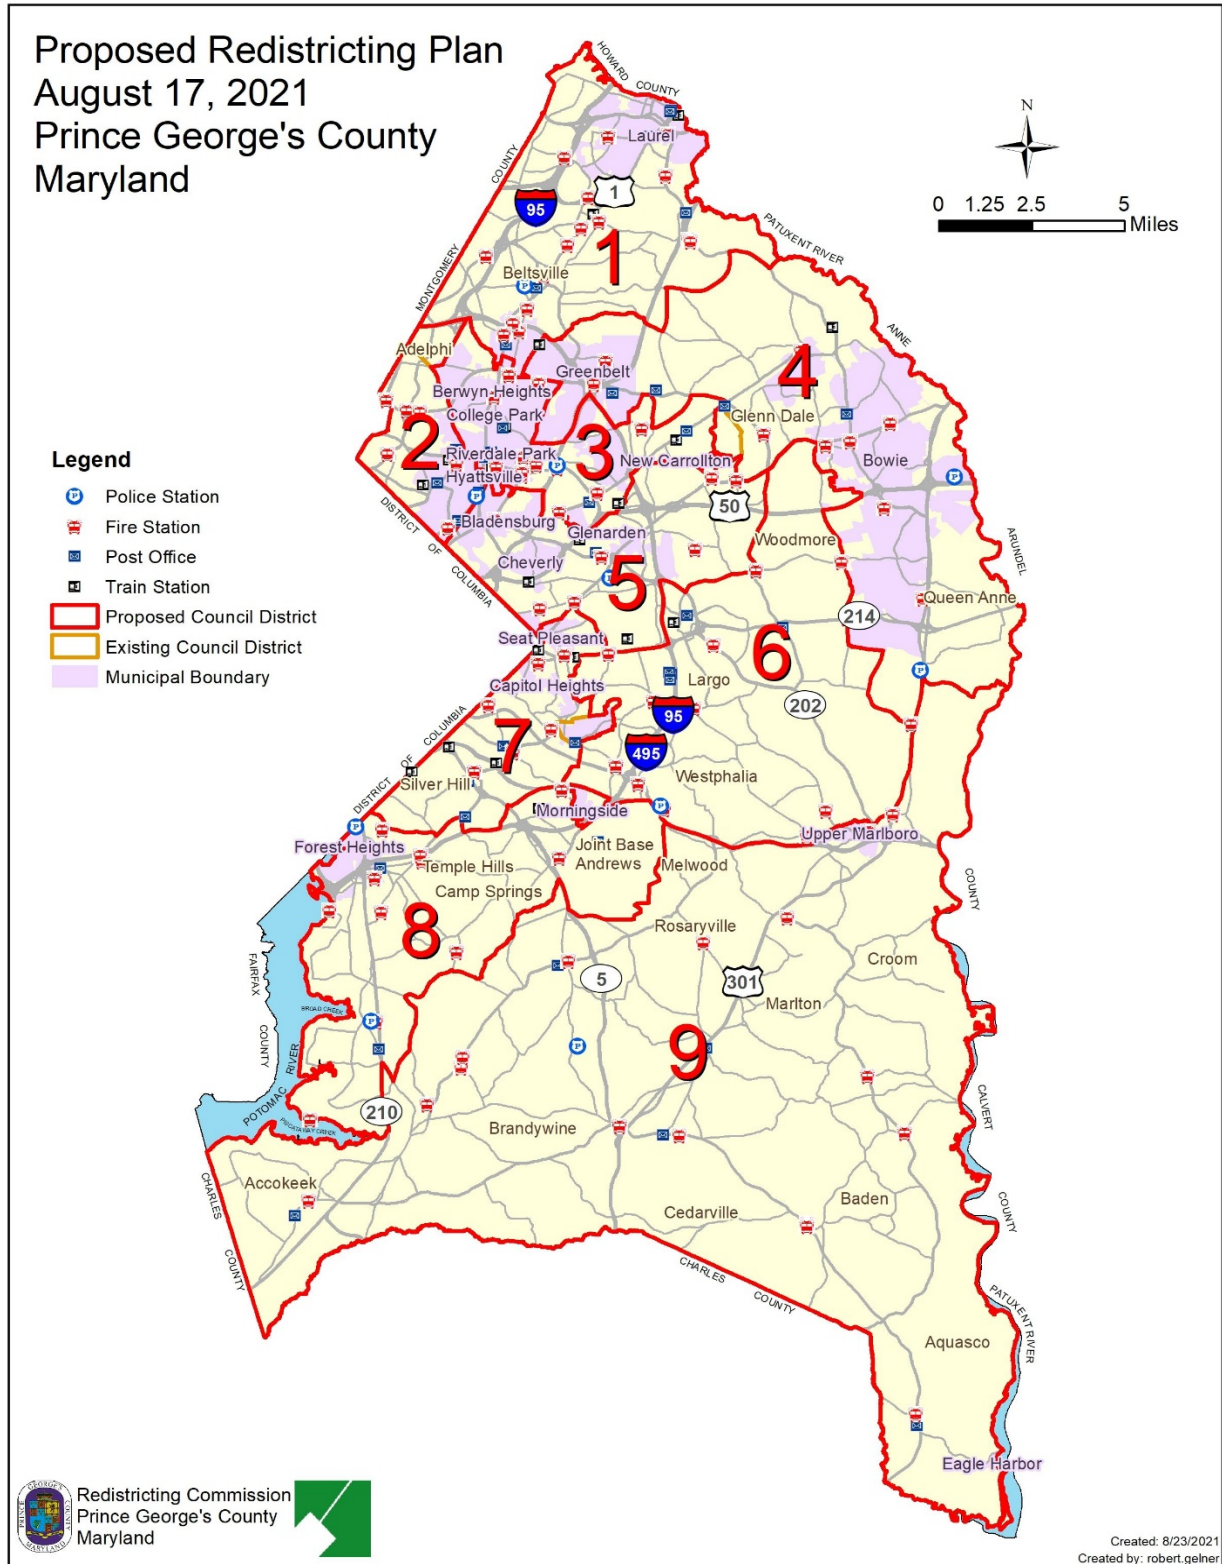 Proposed Redistricting Plan
August 17, 2021
Prince George's County
Maryland
HOWARD COUNTY
N
0 1.25 2.5 5
Miles
Laurel
1
95
COUNTY
MONTGOMERY
PATUXENT RIVER
1
Beltsville
ANNE
Adelphi
Greenbelt
4
Berwyn Heights
College Park
Glenn Dale
2
3
Riverdale Park
New Carrollton
Bowie
Hyattsville
50
Bladensburg
Glenarden
Woodmore
DISTRICT OF COLUMBIA
Cheverly
5
ARUNDEL
Queen Anne
214
Seat Pleasant
6
Largo
Capitol Heights
202
95
7
495
Westphalia
DISTRICT OF COLUMBIA
Silver Hill
Morningside
Upper Marlboro
Forest Heights
Joint Base
Andrews
Temple Hills
Melwood
Camp Springs
COUNTY
8
Rosaryville
Croom
FAIRFAX COUNTY
5
301
Marlton
BROAD CREEK
9
CALVERT
POTOMAC RIVER
210
PISCATAWAY CREEK
Brandywine
Accokeek
Baden
COUNTY
Cedarville
CHARLES COUNTY
CHARLES COUNTY
PATUXENT RIVER
Aquasco
Eagle Harbor
Legend
Police Station
Fire Station
Post Office
Train Station
Proposed Council District
Existing Council District
Municipal Boundary
Redistricting Commission
Prince George's County
Maryland
Created: 8/23/2021
Created by: robert.gelner